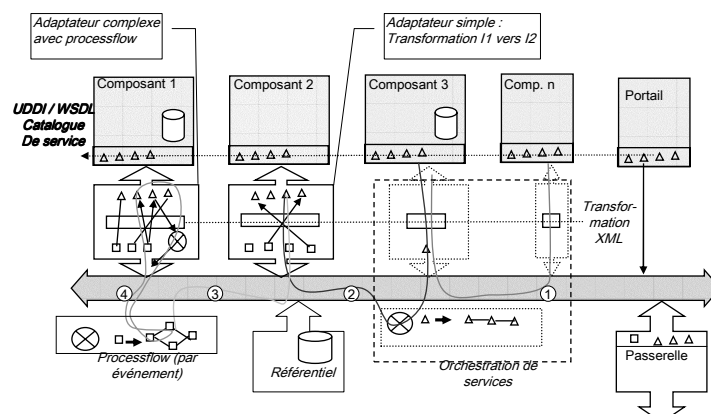 Adaptateur complexe
avec processflow
Adaptateur simple :
Transformation I1 vers I2
Composant 1
Composant 2
Composant 3
Comp. n
Portail
UDDI / WSDL
Catalogue
De service
Transfor-
mation
XML
4
3
2
1
Processflow (par
événement)
Référentiel
Orchestration de
services
Passerelle